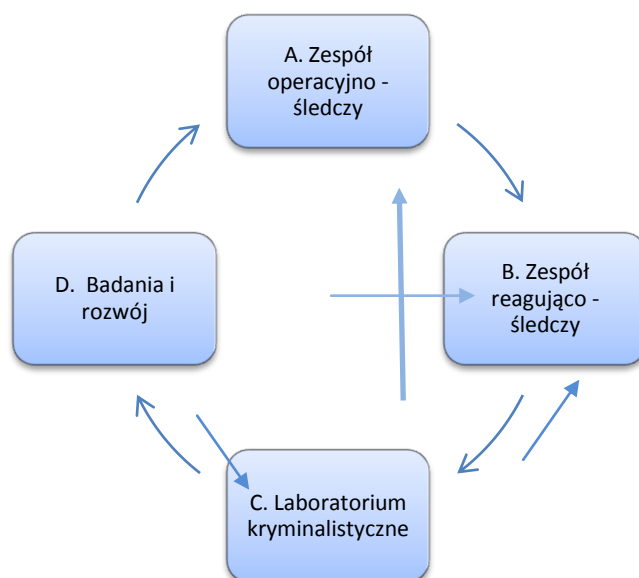 A. Zespół
operacyjno -
śledczy
B. Zespół
reagująco -
śledczy
C. Laboratorium
kryminalistyczne
D. Badania i
rozwój